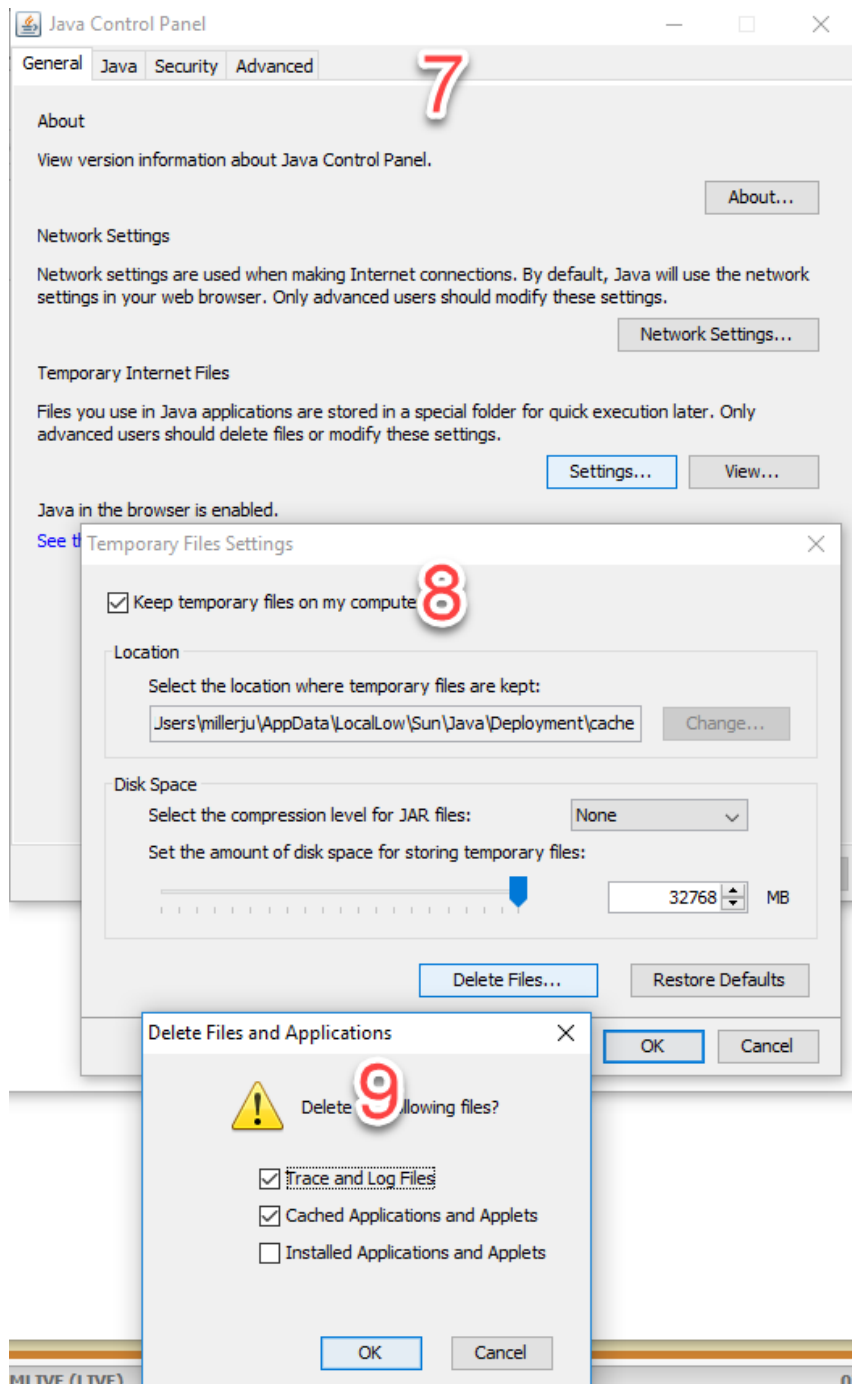 Java Control Panel
General Java Security Advanced
7
About
View version information about Java Control Panel.
About...
Network Settings
Network settings are used when making Internet connections. By default, Java will use the network
settings in your web browser. Only advanced users should modify these settings.
Network Settings...
Temporary Internet Files
Files you use in Java applications are stored in a special folder for quick execution later. Only
advanced users should delete files or modify these settings.
Settings... View...
Java in the browser is enabled.
See
Temporary Files Settings
8
Keep temporary files on my compute
Location
Select the location where temporary files are kept:
Users\millerju\AppData\LocalLow\Sun\Java\Deployment\cache Change...
Disk Space
Select the compression level for JAR files: None
Set the amount of disk space for storing temporary files:
32768 MB
Delete Files... Restore Defaults
OK Cancel
Delete Files and Applications
9
Delete llowing files?
Trace and Log Files
Cached Applications and Applets
Installed Applications and Applets
OK Cancel
(LIVE)